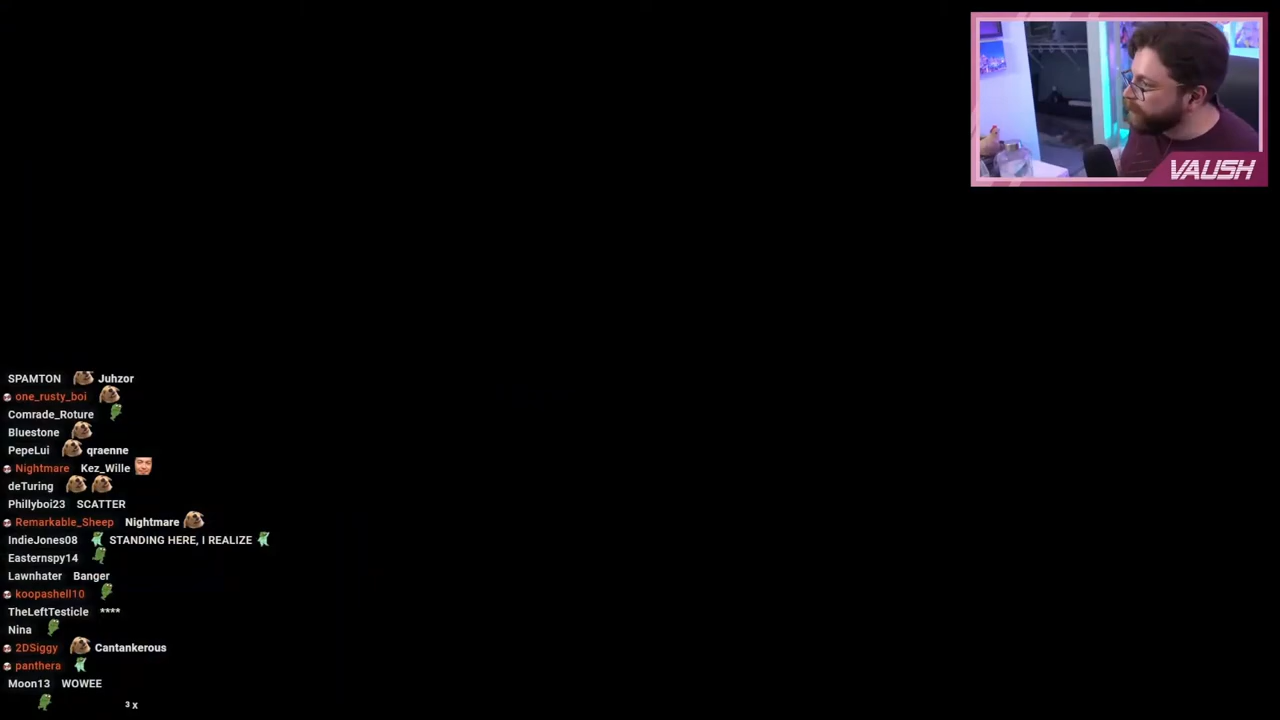 VAUSH
SPAMTON Juhzor
one_rusty_boi
Comrade_Roture
Bluestone
PepeLui qraenne
Nightmare Kez_Wille
deTuring
Phillyboi23 SCATTER
Remarkable_Sheep Nightmare
IndieJones08 STANDING HERE, I REALIZE
Easternspy14
Lawnhater Banger
koopashell10
TheLeftTesticle ****
Nina
2DSiggy Cantankerous
panthera
Moon13 WOWEE
3 x